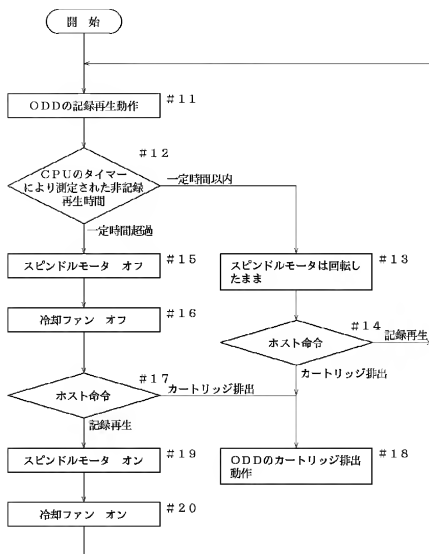 開 始
ODDの記録再生動作
#11
#12
CPUのタイマー
により測定された非記録
再生時間
一定時間以内
一定時間超過
スピンドルモータ オフ
#15
スピンドルモータは回転し
たまま
#13
冷却ファン オフ
#16
#14
ホスト命令
記録再生
カートリッジ排出
#17
ホスト命令
カートリッジ排出
記録再生
スピンドルモータ オン
#19
ODDのカートリッジ排出
動作
#18
冷却ファン オン
#20